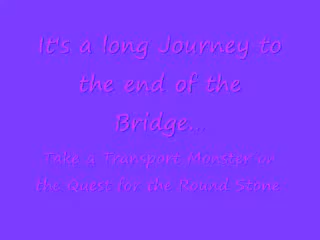 It's a long Journey to
the end of the
Bridge...
Take a Transport Monster on
the Quest for the Round Stone